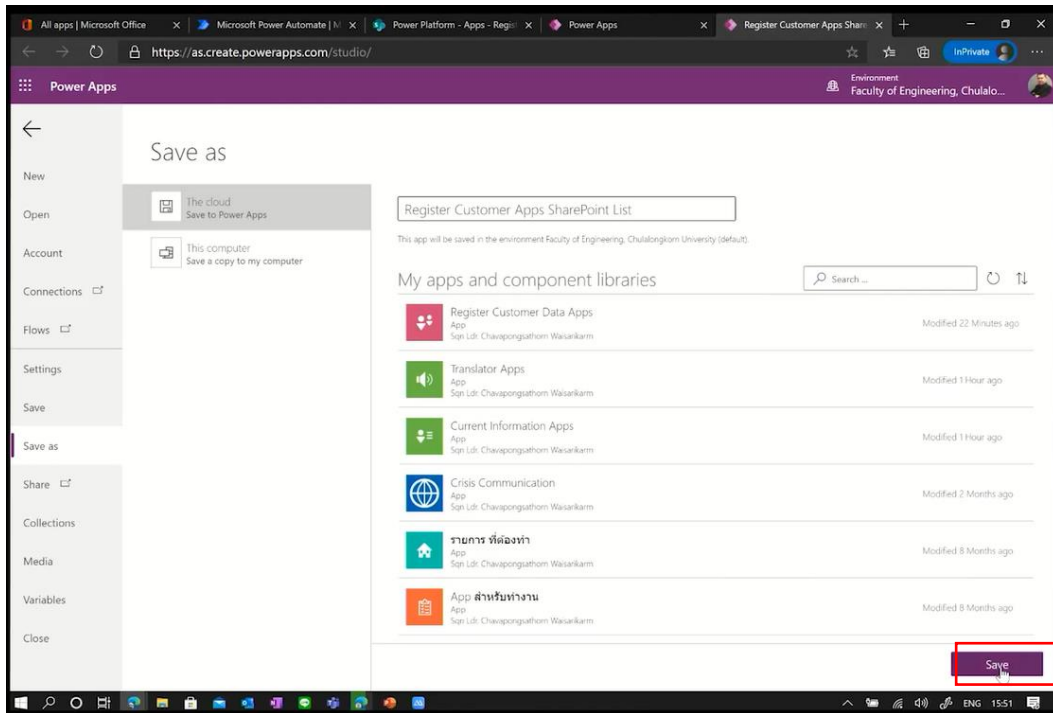 All apps | Microsoft Office
Microsoft Power Automate | M
Power Platform - Apps - Regist
Power Apps
Register Customer Apps Share
https://as.create.powerapps.com/studio/
InPrivate
Power Apps
Environment
Faculty of Engineering, Chulalo...
Save as
New
Open
Account
Connections
Flows
Settings
Save
Save as
Share
Collections
Media
Variables
Close
The cloud
Save to Power Apps
This computer
Save a copy to my computer
Register Customer Apps SharePoint List
This app will be saved in the environment Faculty of Engineering, Chulalongkorn University (default).
My apps and component libraries
Search ...
Register Customer Data Apps
App
Sqn Ldr. Chavapongsathorn Waisarikarm
Modified 22 Minutes ago
Translator Apps
App
Sqn Ldr. Chavapongsathorn Waisarikarm
Modified 1 Hour ago
Current Information Apps
App
Sqn Ldr. Chavapongsathorn Waisarikarm
Modified 1 Hour ago
Crisis Communication
App
Sqn Ldr. Chavapongsathorn Waisarikarm
Modified 2 Months ago
รายการ ที่ต้องทำ
App
Sqn Ldr. Chavapongsathorn Waisarikarm
Modified 8 Months ago
App สำหรับทำงาน
App
Sqn Ldr. Chavapongsathorn Waisarikarm
Modified 8 Months ago
Save
ENG 15:51